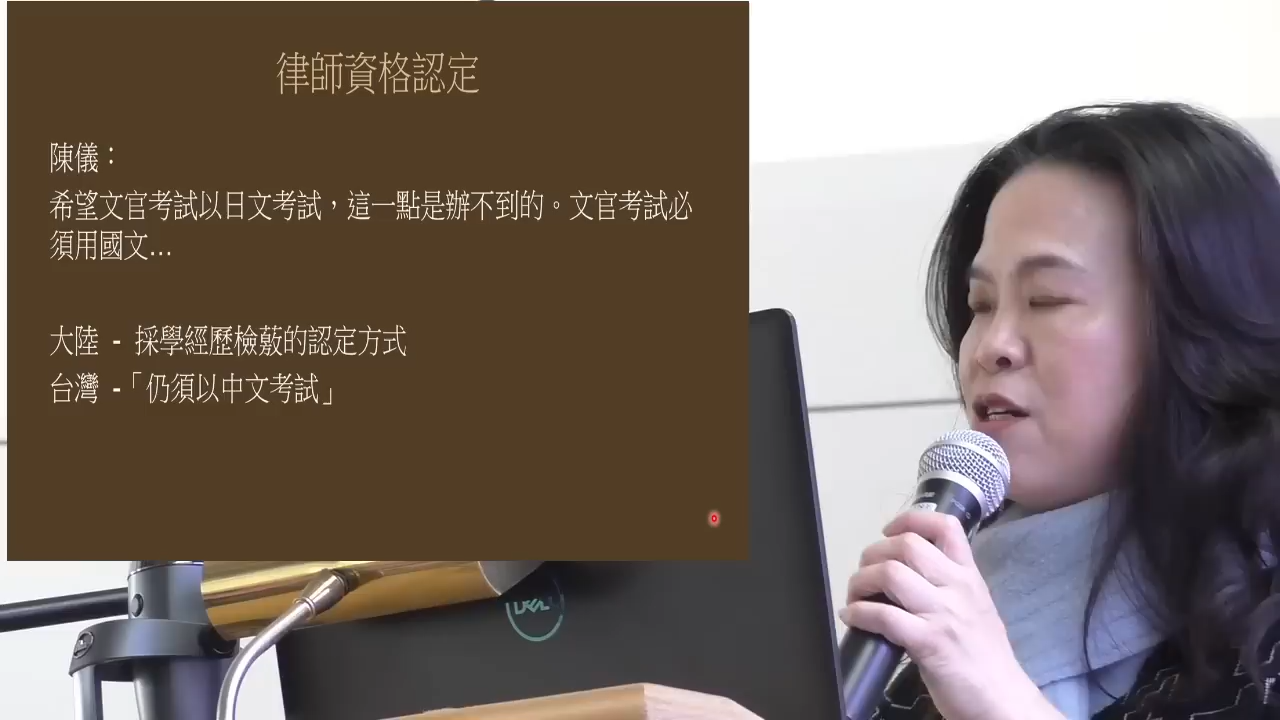 律師資格認定
陳儀：
希望文官考試以日文考試，這一點是辦不到的。文官考試必
須用國文...
大陸 - 採學經歷檢覈的認定方式
台灣 -「仍須以中文考試」
DELL